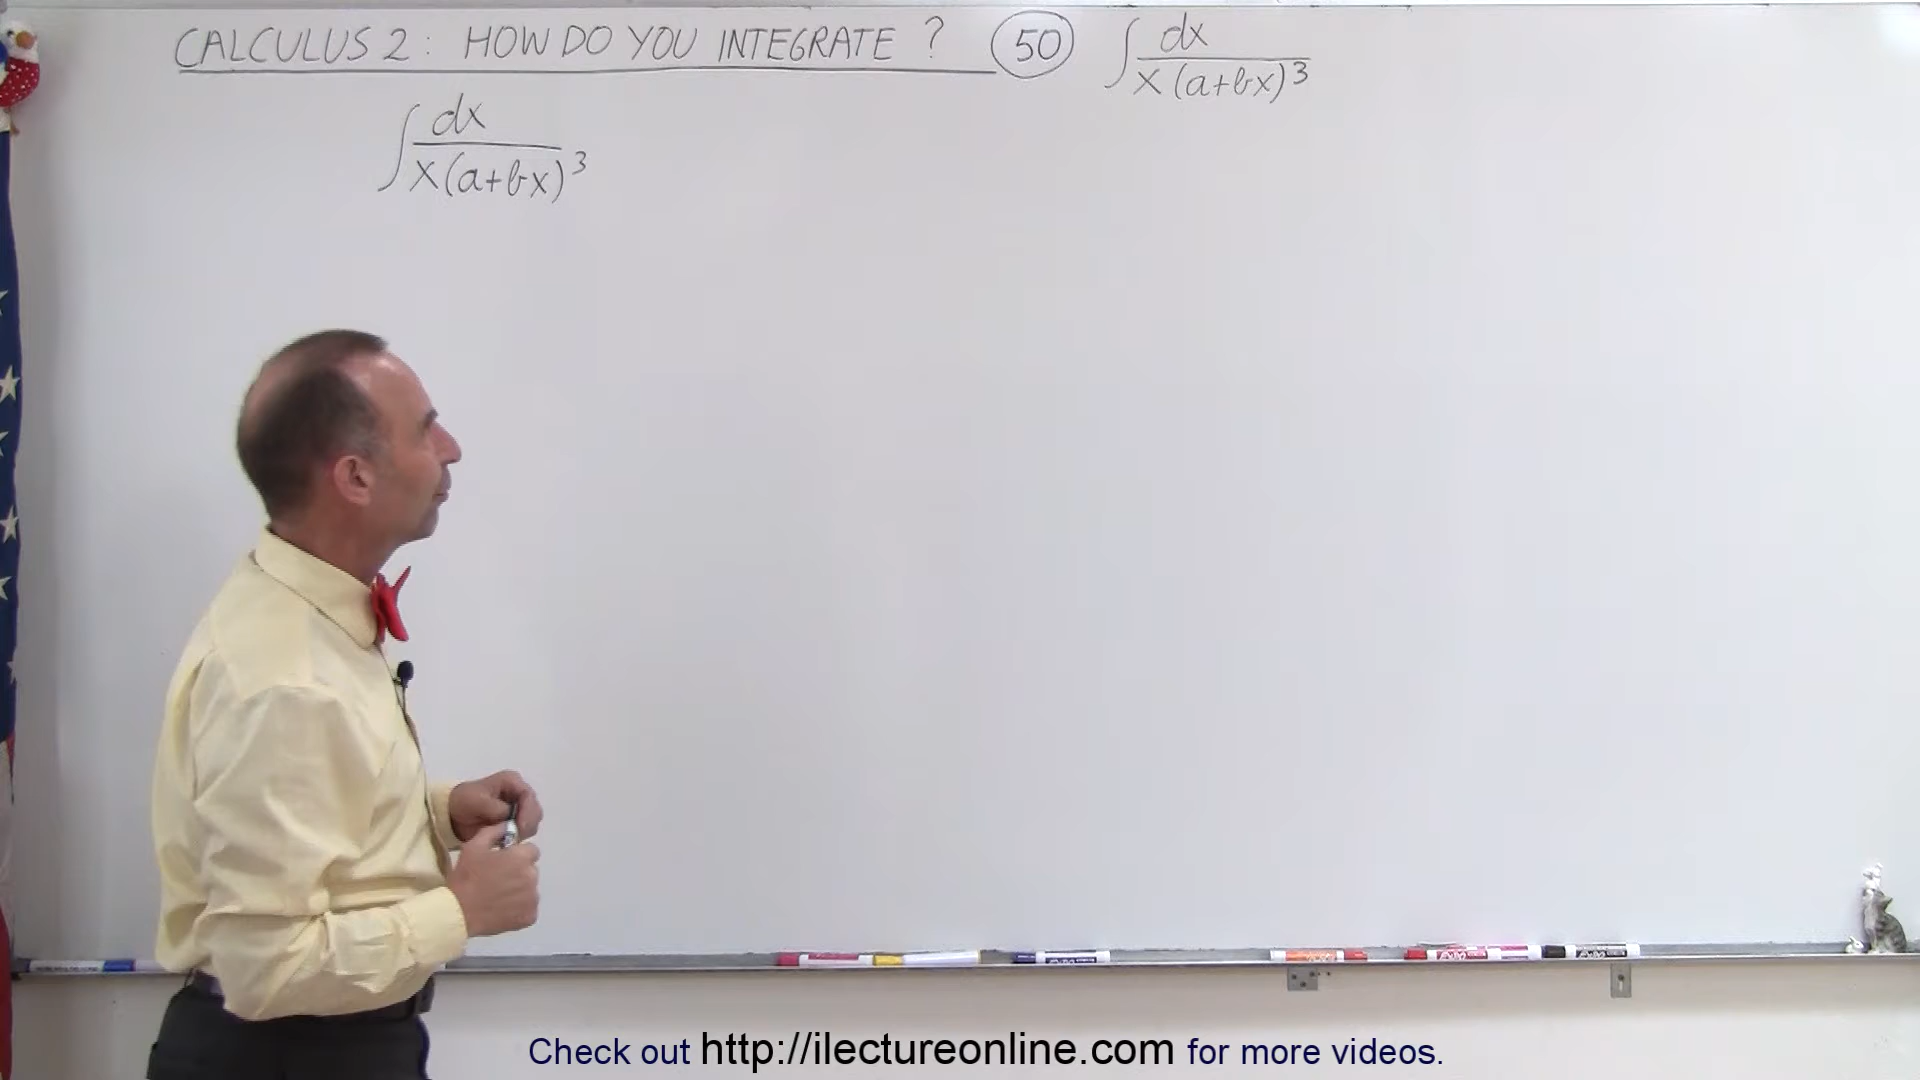 CALCULUS 2 : HOW DO YOU INTEGRATE ? 50 ∫ dx / x (a+bx)^3
∫ dx / x(a+bx)^3
Check out http://ilectureonline.com for more videos.